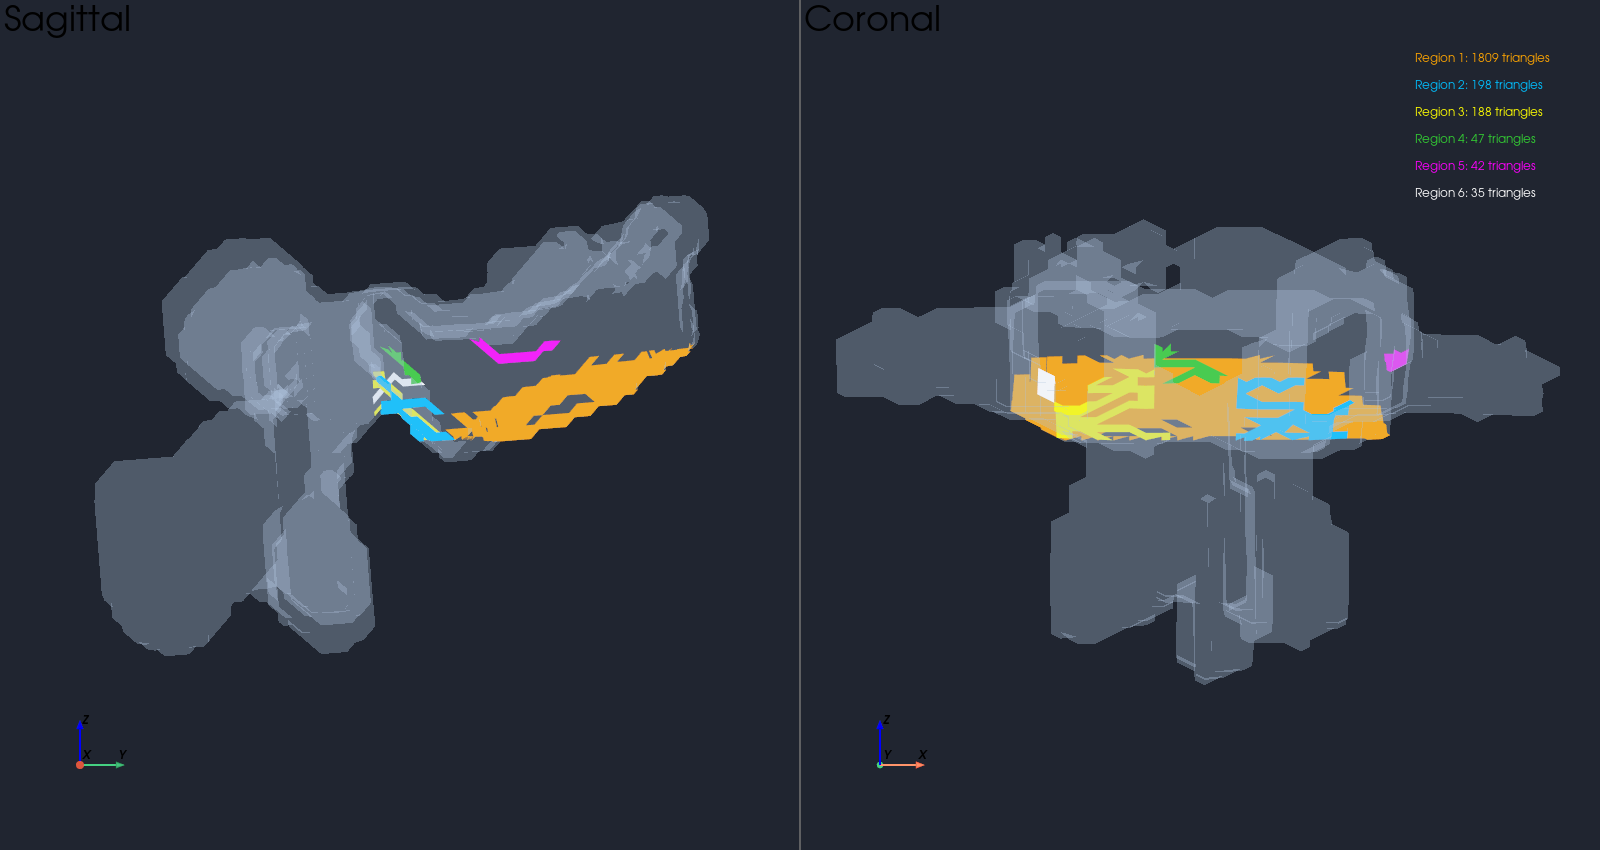 Sagittal
Coronal
Region 1: 1809 triangles
Region 2: 198 triangles
Region 3: 188 triangles
Region 4: 47 triangles
Region 5: 42 triangles
Region 6: 35 triangles
Z
X Y
Z
Y X